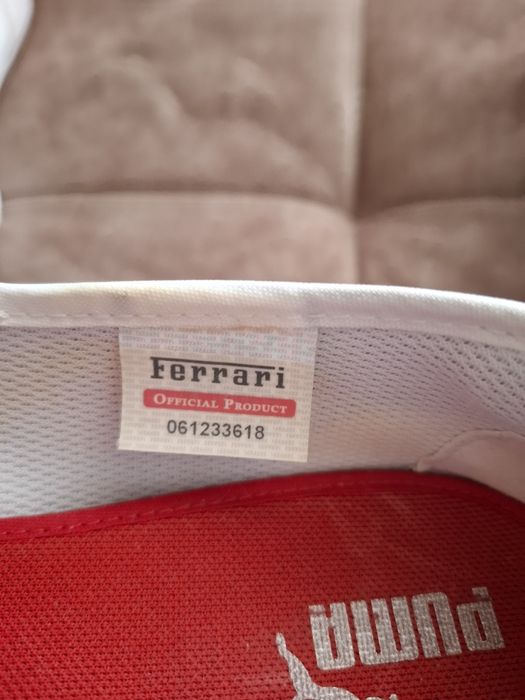 Ferrari
OFFICIAL PRODUCT
061233618
PUMA